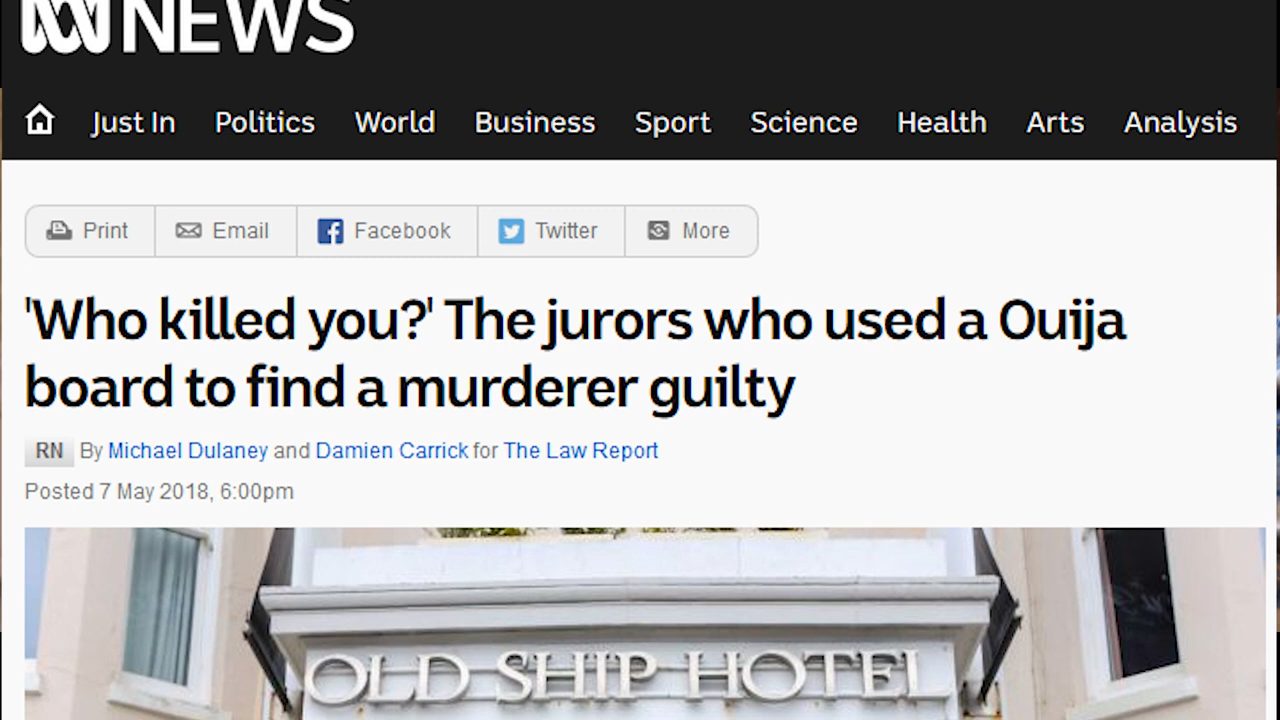 NEWS
Just In Politics World Business Sport Science Health Arts Analysis
Print Email Facebook Twitter More
'Who killed you?' The jurors who used a Ouija
board to find a murderer guilty
RN By Michael Dulaney and Damien Carrick for The Law Report
Posted 7 May 2018, 6:00pm
OLD SHIP HOTEL